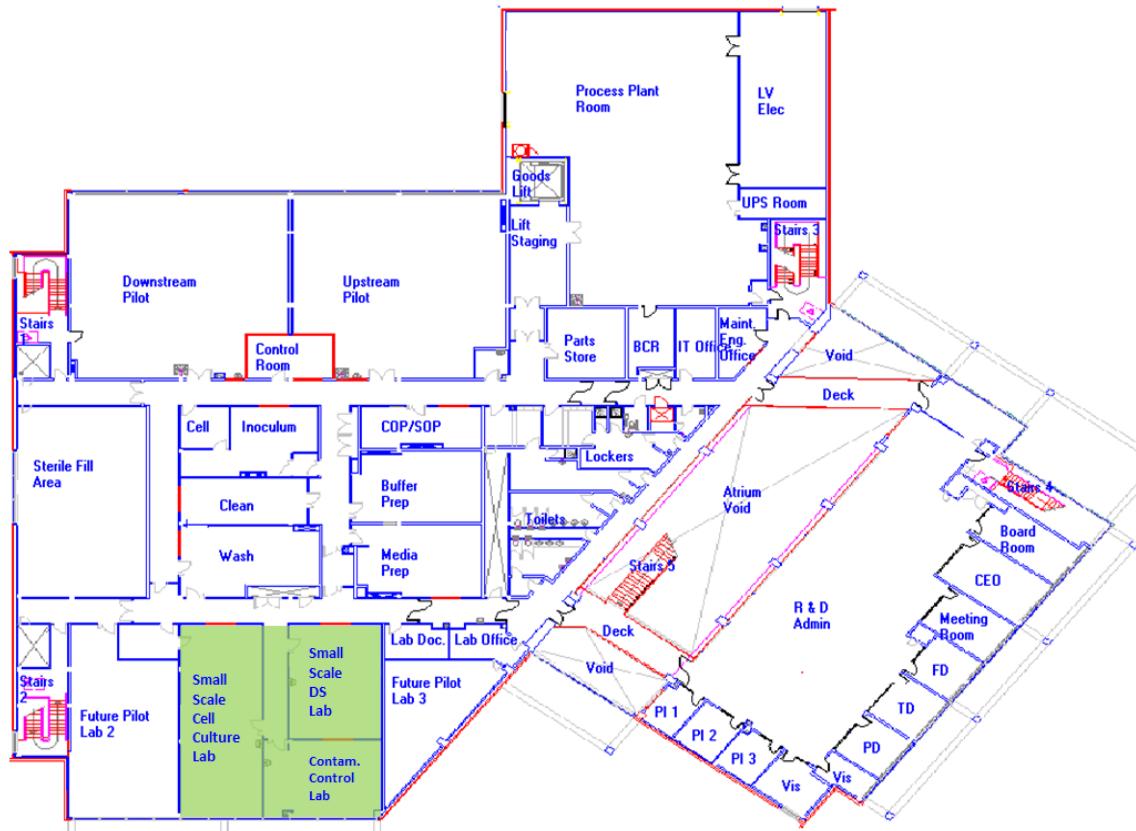 Process Plant
Room
LV
Elec
Goods
Lift
UPS Room
Lift
Staging
Stairs 3
Downstream
Pilot
Upstream
Pilot
Stairs
Control
Room
Parts
Store
BCR
IT Office
Maint.
Eng.
Office
Void
Deck
Cell
Inoculum
COP/SOP
Lockers
Sterile Fill
Area
Buffer
Prep
Clean
Atrium
Void
Stairs 4
Toilets
Board
Room
Wash
Media
Prep
Stairs 5
CEO
R & D
Admin
Meeting
Room
Deck
Lab Doc.
Lab Office
Void
FD
Stairs
2
Small
Scale
Cell
Culture
Lab
Small
Scale
DS
Lab
Future Pilot
Lab 3
Future Pilot
Lab 2
TD
PI 1
PI 2
PI 3
PD
Contam.
Control
Lab
Vis
Vis